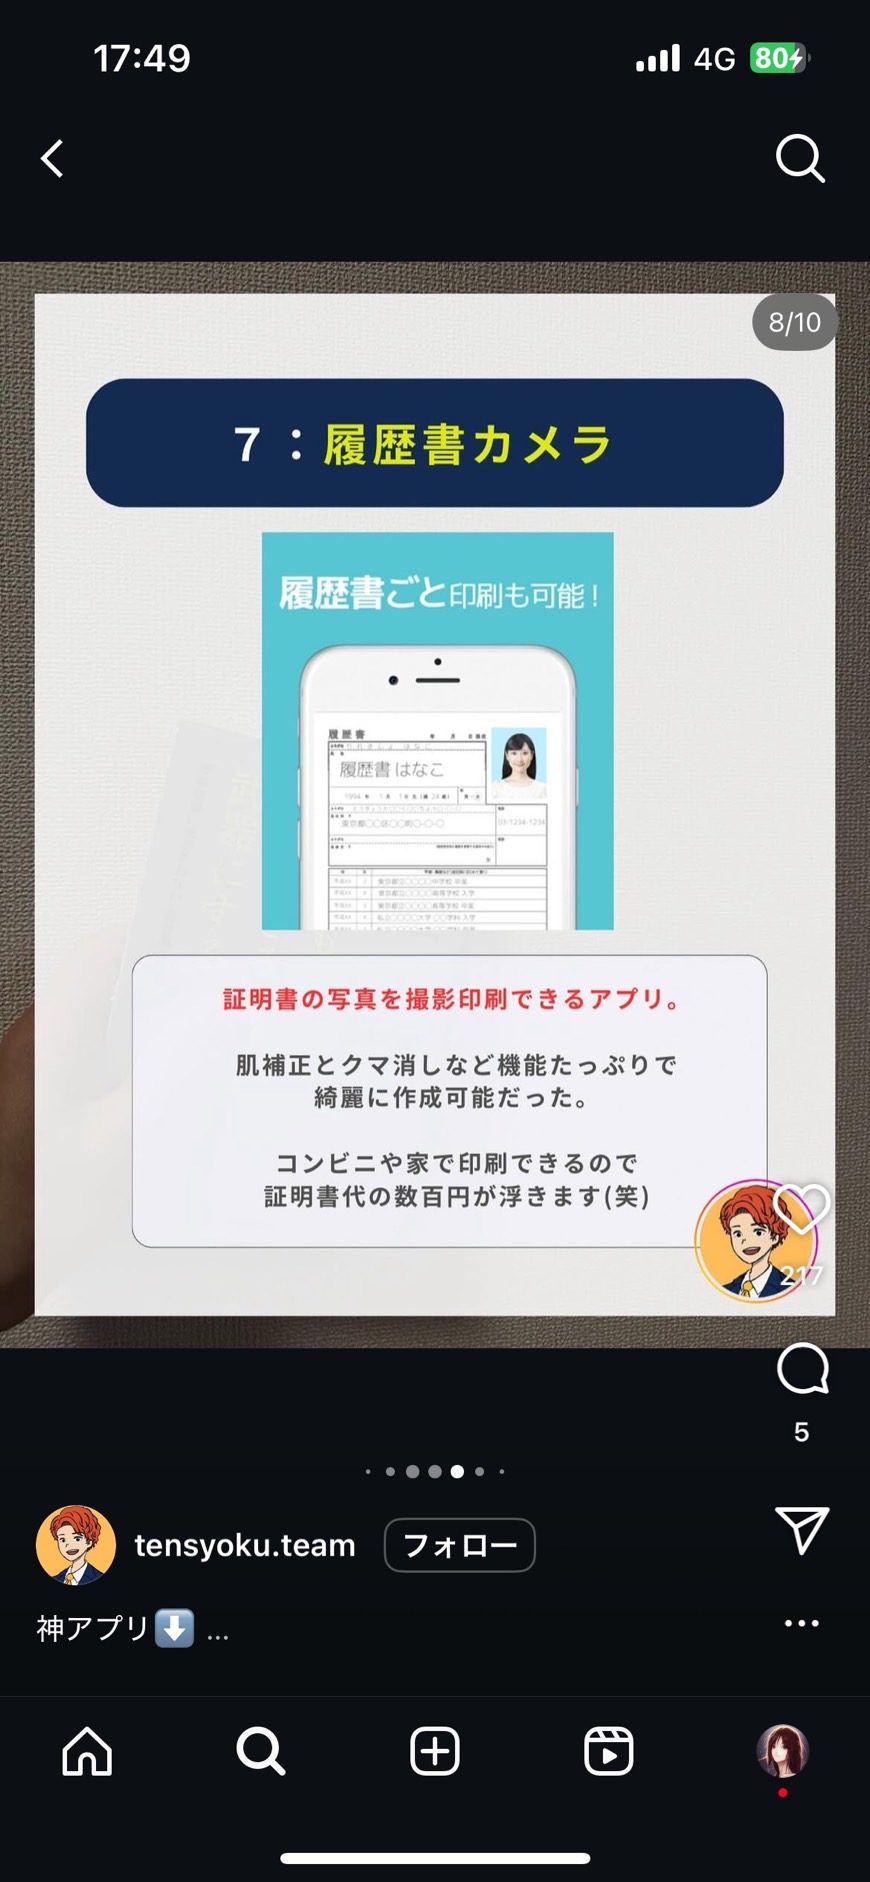 17:49
4G
80
8/10
7：履歴書カメラ
履歴書ごと印刷も可能！
履歴書
年 月 日現在
履歴書 はなこ
東京都〇〇区〇〇町〇-〇-〇
03-1234-1234
証明書の写真を撮影印刷できるアプリ。
肌補正とクマ消しなど機能たっぷりで
綺麗に作成可能だった。
コンビニや家で印刷できるので
証明書代の数百円が浮きます(笑)
217
5
tensyoku.team
フォロー
神アプリ⬇️ ...